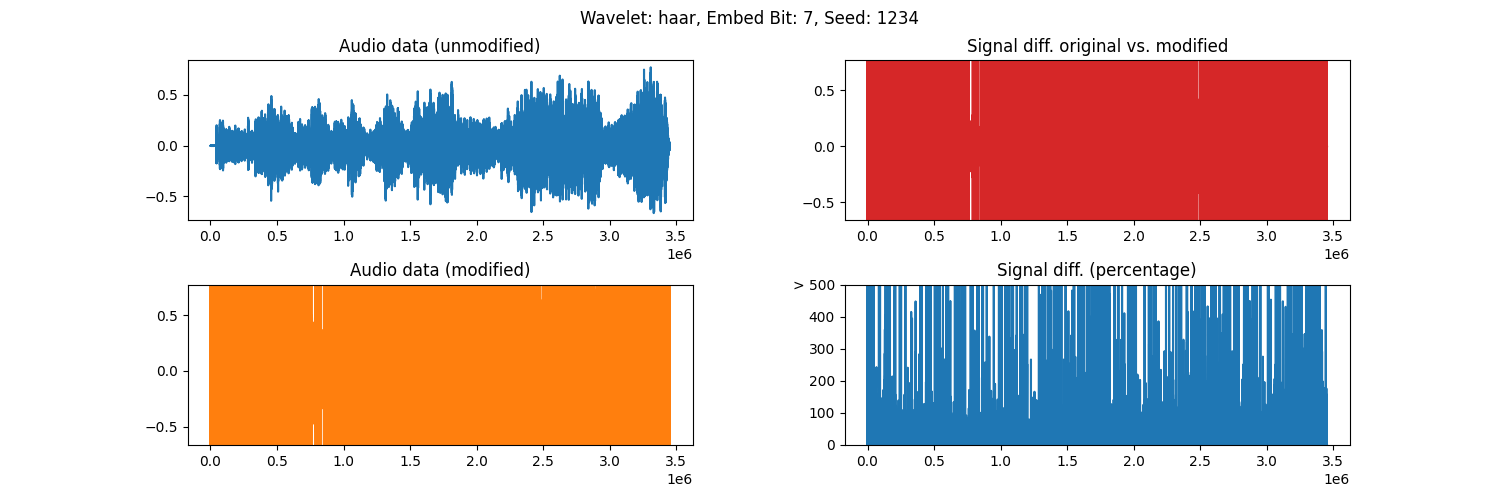 Wavelet: haar, Embed Bit: 7, Seed: 1234
Audio data (unmodified)
0.5
0.0
−0.5
0.0 0.5 1.0 1.5 2.0 2.5 3.0 3.5
1e6
Signal diff. original vs. modified
0.5
0.0
−0.5
0.0 0.5 1.0 1.5 2.0 2.5 3.0 3.5
1e6
Audio data (modified)
0.5
0.0
−0.5
0.0 0.5 1.0 1.5 2.0 2.5 3.0 3.5
1e6
Signal diff. (percentage)
> 500
400
300
200
100
0
0.0 0.5 1.0 1.5 2.0 2.5 3.0 3.5
1e6